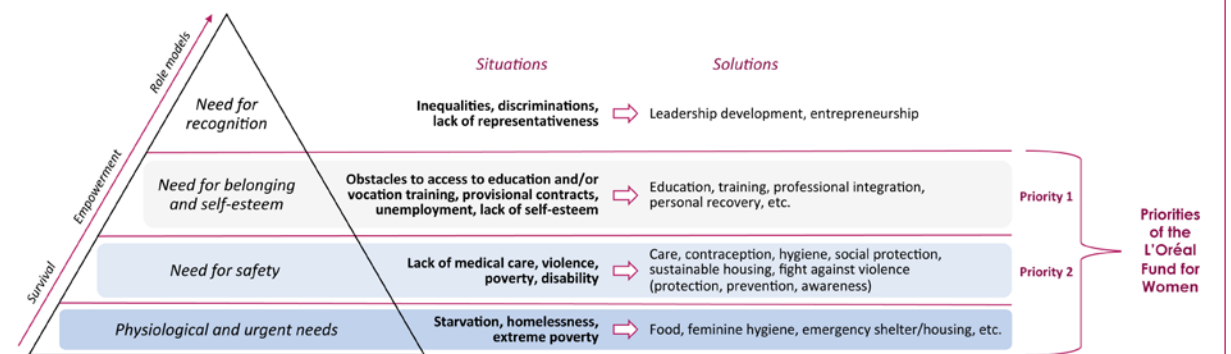 Situations
Solutions
Role models
Empowerment
Survival
Need for
recognition
Inequalities, discriminations,
lack of representativeness
Leadership development, entrepreneurship
Need for belonging
and self-esteem
Obstacles to access to education and/or
vocation training, provisional contracts,
unemployment, lack of self-esteem
Education, training, professional integration,
personal recovery, etc.
Priority 1
Need for safety
Lack of medical care, violence,
poverty, disability
Care, contraception, hygiene, social protection,
sustainable housing, fight against violence
(protection, prevention, awareness)
Priority 2
Physiological and urgent needs
Starvation, homelessness,
extreme poverty
Food, feminine hygiene, emergency shelter/housing, etc.
Priorities
of the
L'Oréal
Fund for
Women